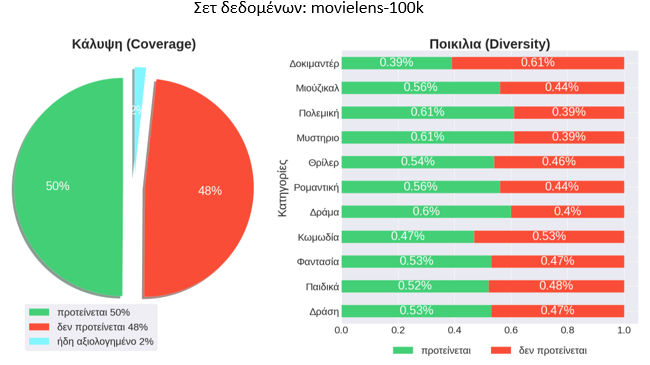 Σετ δεδομένων: movielens-100k
Κάλυψη (Coverage)
50%
2%
48%
προτείνεται 50%
δεν προτείνεται 48%
ήδη αξιολογημένο 2%
Ποικιλια (Diversity)
Κατηγορίες
Δοκιμαντέρ 0.39% 0.61%
Μιούζικαλ 0.56% 0.44%
Πολεμική 0.61% 0.39%
Μυστηριο 0.61% 0.39%
Θρίλερ 0.54% 0.46%
Ρομαντική 0.56% 0.44%
Δράμα 0.6% 0.4%
Κωμωδία 0.47% 0.53%
Φαντασία 0.53% 0.47%
Παιδικά 0.52% 0.48%
Δράση 0.53% 0.47%
0.0 0.2 0.4 0.6 0.8 1.0
προτείνεται δεν προτείνεται